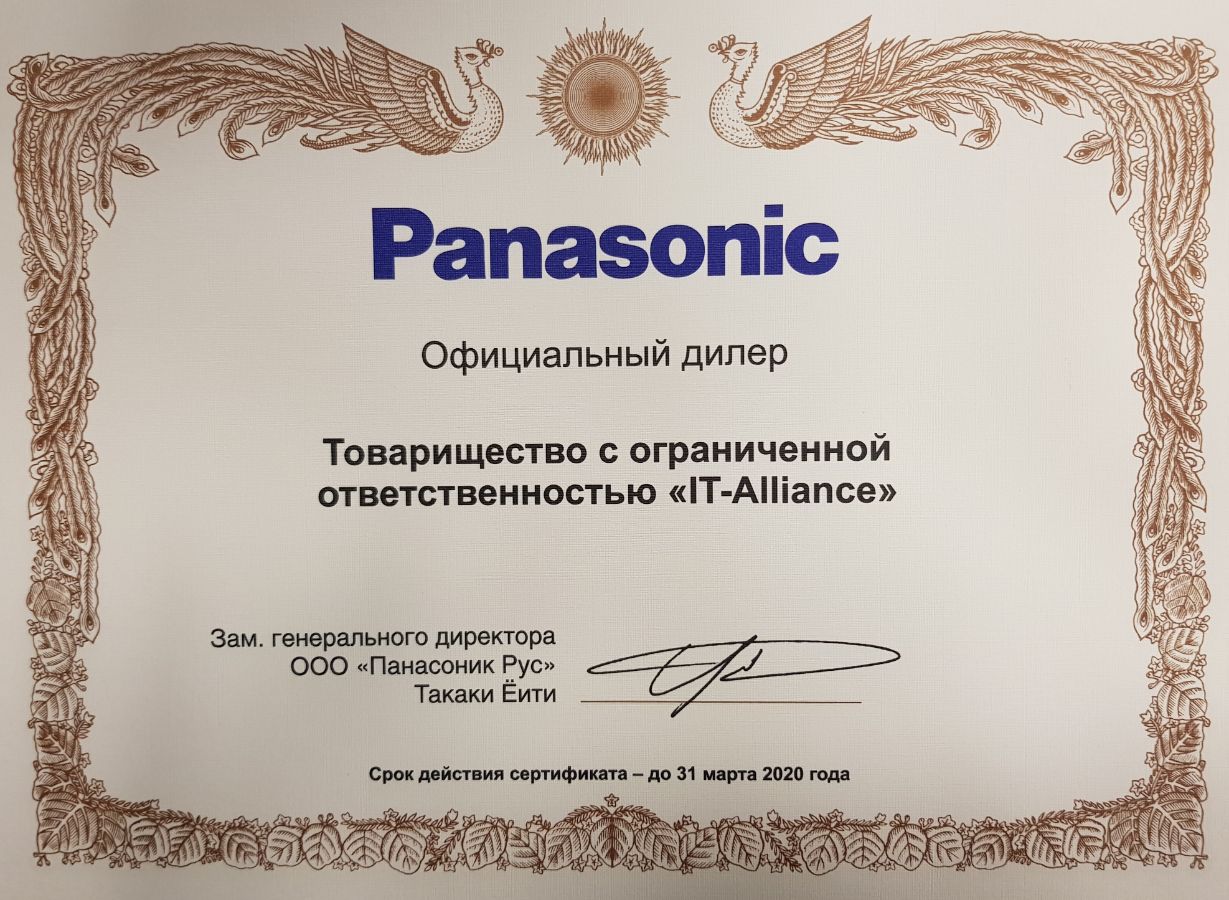 Panasonic
Официальный дилер
Товарищество с ограниченной
ответственностью «IT-Alliance»
Зам. генерального директора
ООО «Панасоник Рус»
Такаки Ёити
Срок действия сертификата – до 31 марта 2020 года